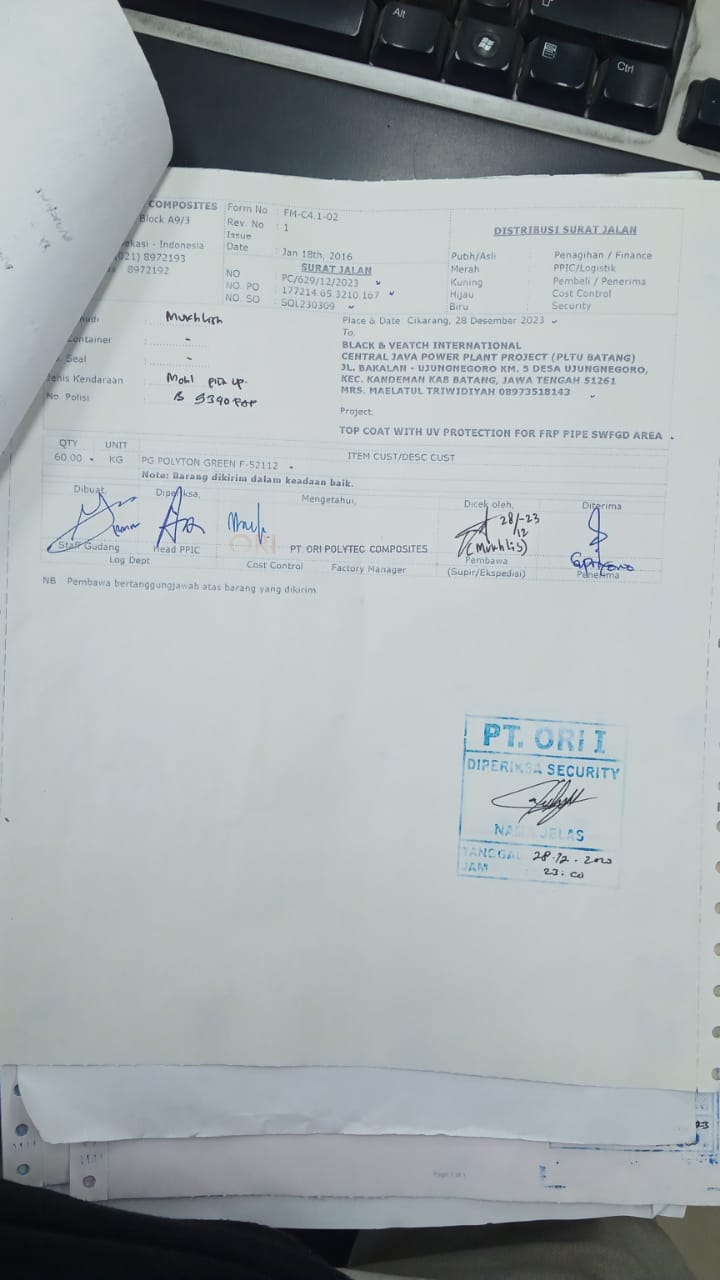 Alt
Ctrl
COMPOSITES
Block A9/3
ekasi - Indonesia
021) 8972193
8972192
Form No : FM-C4.1-02
Rev. No : 1
Issue
Date : Jan 18th, 2016
SURAT JALAN
NO : PC/629/12/2023
NO. PO : 177214.65.3210.167
NO. SO : SOL230309
DISTRIBUSI SURAT JALAN
Putih/Asli : Penagihan / Finance
Merah : PPIC/Logistik
Kuning : Pembeli / Penerima
Hijau : Cost Control
Biru : Security
udi : Mukhlish
Container : -
. Seal : -
Jenis Kendaraan : Mobil pick up
No. Polisi : B 5390
Place & Date : Cikarang, 28 Desember 2023
To,
BLACK & VEATCH INTERNATIONAL
CENTRAL JAVA POWER PLANT PROJECT (PLTU BATANG)
JL. BAKALAN - UJUNGNEGORO KM. 5 DESA UJUNGNEGORO,
KEC. KANDEMAN KAB BATANG, JAWA TENGAH 51261
MRS. MAELATUL TRIWIDIYAH 08973518143
Project,
TOP COAT WITH UV PROTECTION FOR FRP PIPE SWFGD AREA
QTY UNIT ITEM CUST/DESC CUST
60.00 KG PG POLYTON GREEN F-52112
Note: Barang dikirim dalam keadaan baik.
Dibuat, Diperiksa, Mengetahui, Dicek oleh, Diterima
28/-23
12
(Mukhlis)
ORI PT ORI POLYTEC COMPOSITES
Staff Gudang Head PPIC Cost Control Factory Manager Pembawa Penerima
Log Dept (Supir/Ekspedisi)
NB : Pembawa bertanggungjawab atas barang yang dikirim.
PT. ORI I
DIPERIKSA SECURITY
NAMA JELAS
TANGGAL : 28.12.
JAM : 23:00
23
Page 1 of 1